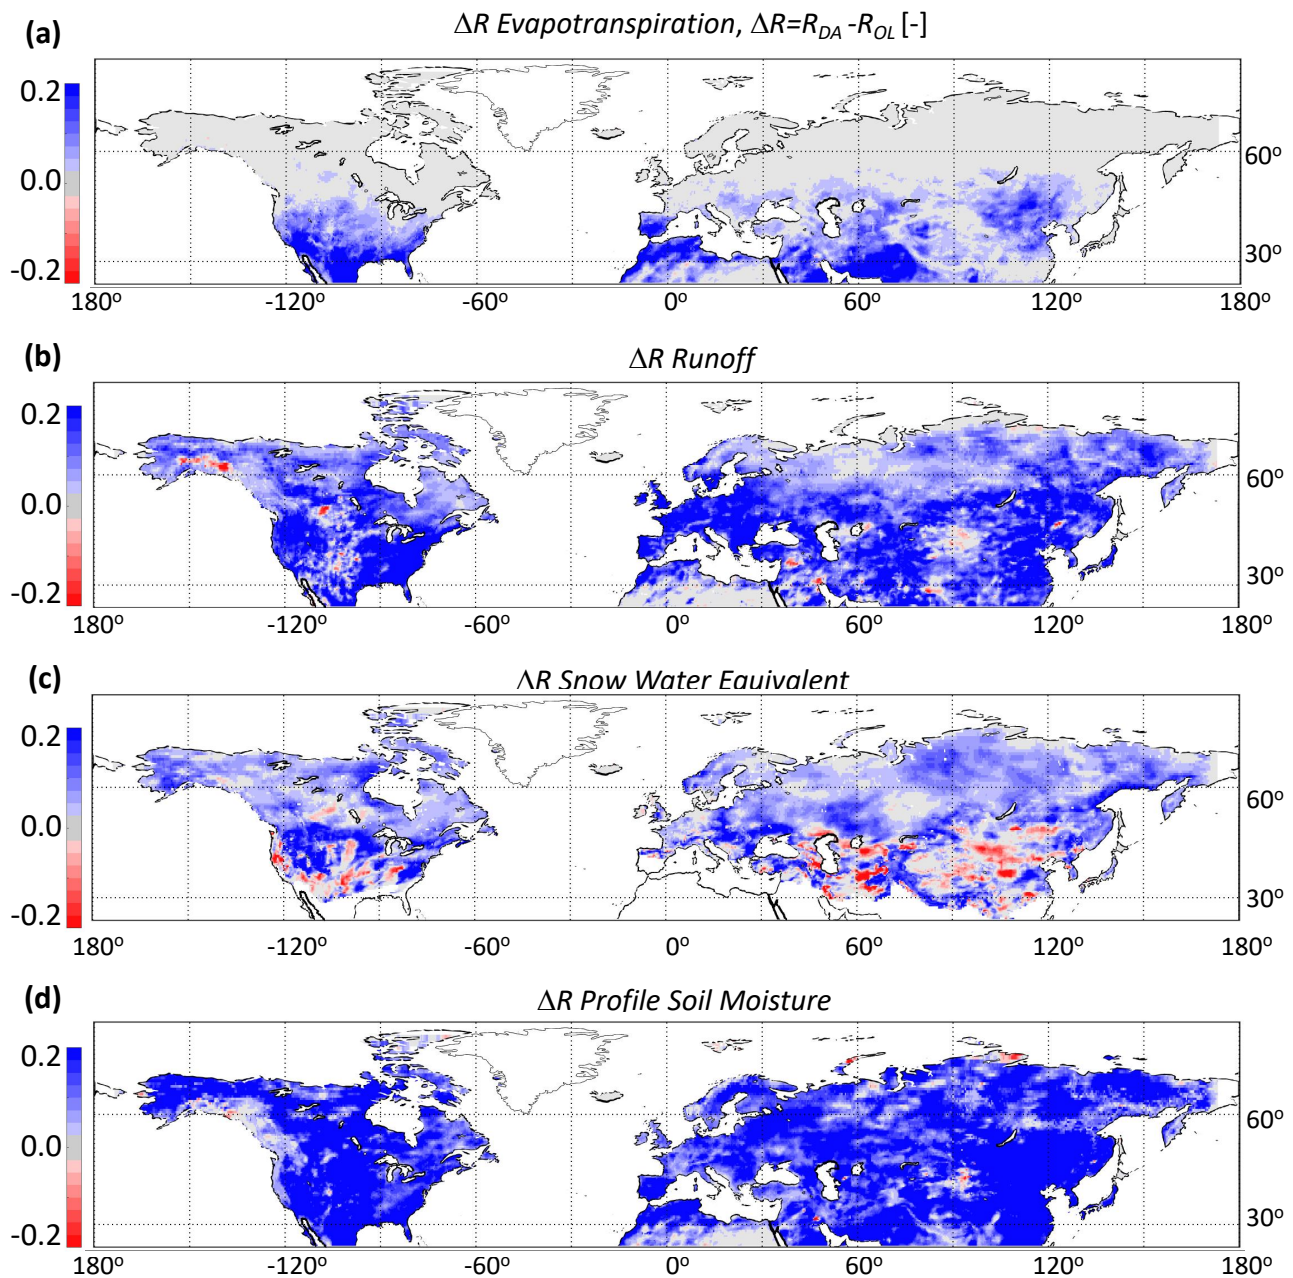 (a)
ΔR Evapotranspiration, ΔR=R_DA -R_OL [-]
0.2
0.0
-0.2
60°
30°
180° -120° -60° 0° 60° 120° 180°
(b)
ΔR Runoff
0.2
0.0
-0.2
60°
30°
180° -120° -60° 0° 60° 120° 180°
(c)
ΔR Snow Water Equivalent
0.2
0.0
-0.2
60°
30°
180° -120° -60° 0° 60° 120° 180°
(d)
ΔR Profile Soil Moisture
0.2
0.0
-0.2
60°
30°
180° -120° -60° 0° 60° 120° 180°